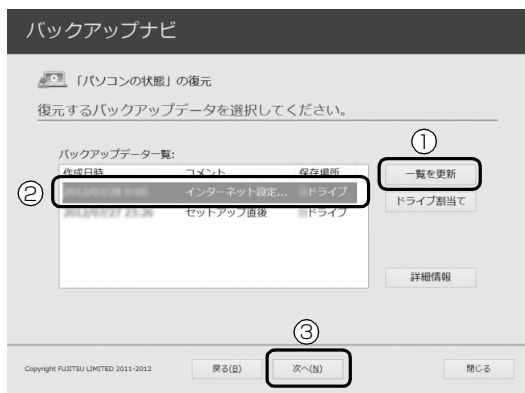 バックアップナビ
「パソコンの状態」の復元
復元するバックアップデータを選択してください。
①
バックアップデータ一覧:
作成日時 コメント 保存場所
一覧を更新
②
インターネット設定... ドライブ
ドライブ割当て
セットアップ直後 ドライブ
詳細情報
③
Copyright FUJITSU LIMITED 2011-2012
戻る(B)
次へ(N)
閉じる